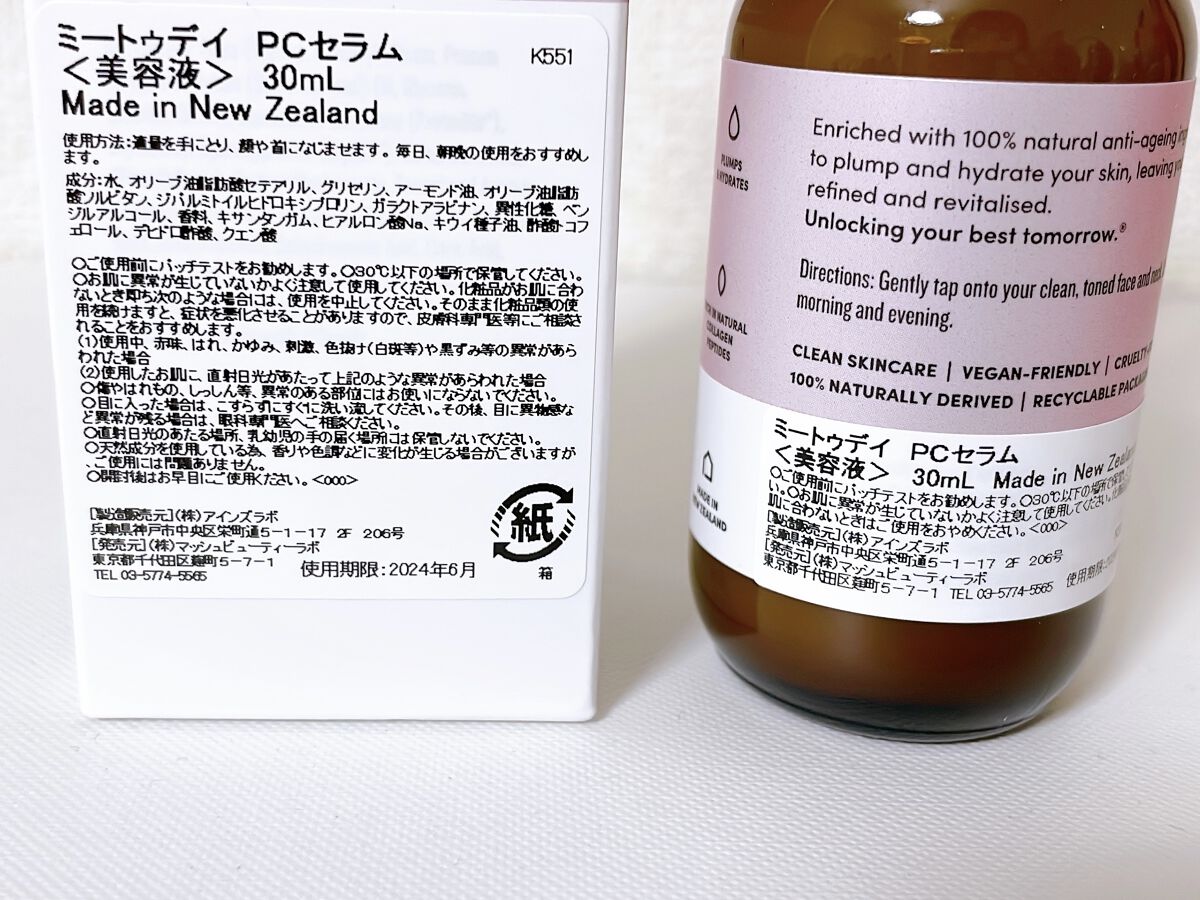 ミートゥデイ PCセラム
K551
<美容液> 30mL
Made in New Zealand
使用方法:適量を手にとり、顔や首になじませます。毎日、朝晩の使用をおすすめし
ます。
成分:水、オリーブ油脂肪酸セテアリル、グリセリン、アーモンド油、オリーブ油脂肪
酸ソルビタン、ジパルミトイルヒドロキシプロリン、ガラクトアラビナン、異性化糖、ベン
ジルアルコール、香料、キサンタンガム、ヒアルロン酸Na、キウイ種子油、酢酸トコフ
ェロール、デヒドロ酢酸、クエン酸
○ご使用前にパッチテストをお勧めします。○30℃以下の場所で保管してください。
○お肌に異常が生じていないかよく注意して使用してください。化粧品がお肌に合わ
ないとき即ち次のような場合には、使用を中止してください。そのまま化粧品類の使
用を続けますと、症状を悪化させることがありますので、皮膚科専門医等にご相談さ
れることをおすすめします。
(1)使用中、赤味、はれ、かゆみ、刺激、色抜け(白斑等)や黒ずみ等の異常があら
われた場合
(2)使用したお肌に、直射日光があたって上記のような異常があらわれた場合
○傷やはれもの、しっしん等、異常のある部位にはお使いにならないでください。
○目に入った場合は、こすらずにすぐに洗い流してください。その後、目に異物感な
ど異常が残る場合は、眼科専門医へご相談ください。
○直射日光のあたる場所、乳幼児の手の届く場所には保管しないでください。
○天然成分を使用している為、香りや色調などに変化が生じる場合がございますが
、ご使用には問題ありません。
○開封後はお早目にご使用ください。<000>
[製造販売元](株)アインズラボ
兵庫県神戸市中央区栄町通5-1-17 2F 206号
[発売元](株)マッシュビューティーラボ
東京都千代田区麹町5-7-1
TEL 03-5774-5565
使用期限:2024年6月
紙
箱
PLUMPS
& HYDRATES
IN NATURAL
COLLAGEN
PEPTIDES
MADE IN
NEW ZEALAND
Enriched with 100% natural anti-ageing
to plump and hydrate your skin, leaving
refined and revitalised.
Unlocking your best tomorrow.®
Directions: Gently tap onto your clean, toned face and neck
morning and evening.
CLEAN SKINCARE | VEGAN-FRIENDLY |
100% NATURALLY DERIVED | RECYCLABLE
ミートゥデイ PCセラム
<美容液> 30mL Made in New
○ご使用前にパッチテストをお勧めします。○30℃以下の場所で保管
い。○お肌に異常が生じていないかよく注意して使用してください。
肌に合わないときはご使用をおやめください。<000>
[製造販売元](株)アインズラボ
兵庫県神戸市中央区栄町通5-1-17 2F 206号
[発売元](株)マッシュビューティーラボ
東京都千代田区麹町5-7-1 TEL 03-5774-5565
使用期限: